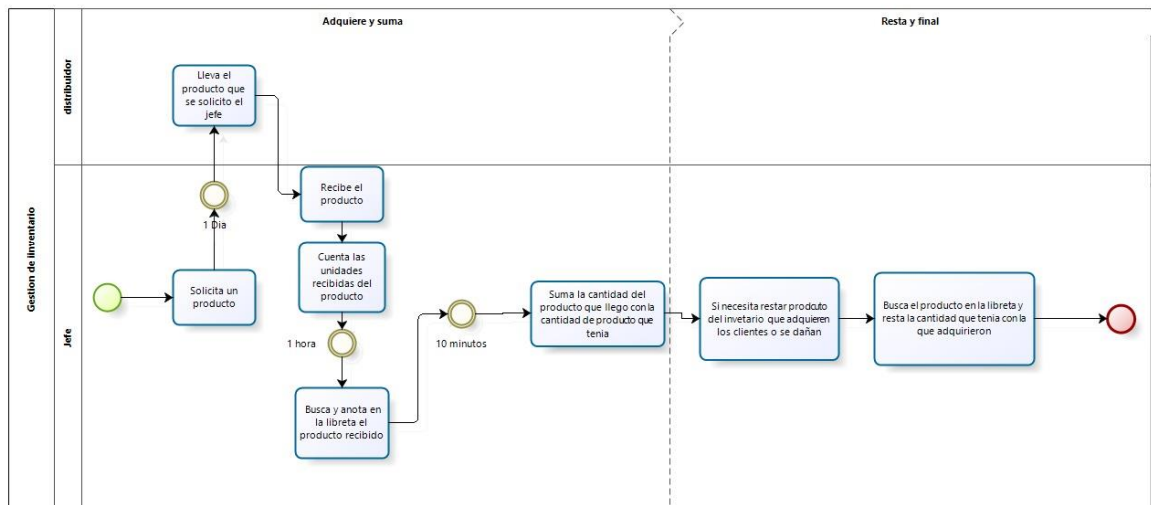 Adquiere y suma
Resta y final
Gestion de iinventario
distribuidor
Jefe
Lleva el
producto que
se solicito el
jefe
1 Dia
Solicita un
producto
Recibe el
producto
Cuenta las
unidades
recibidas del
producto
1 hora
Busca y anota en
la libreta el
producto recibido
10 minutos
Suma la cantidad del
producto que llego con la
cantidad de producto que
tenia
Si necesita restar produto
del invetario que adquieren
los clientes o se dañan
Busca el producto en la libreta y
resta la cantidad que tenia con la
que adquirieron